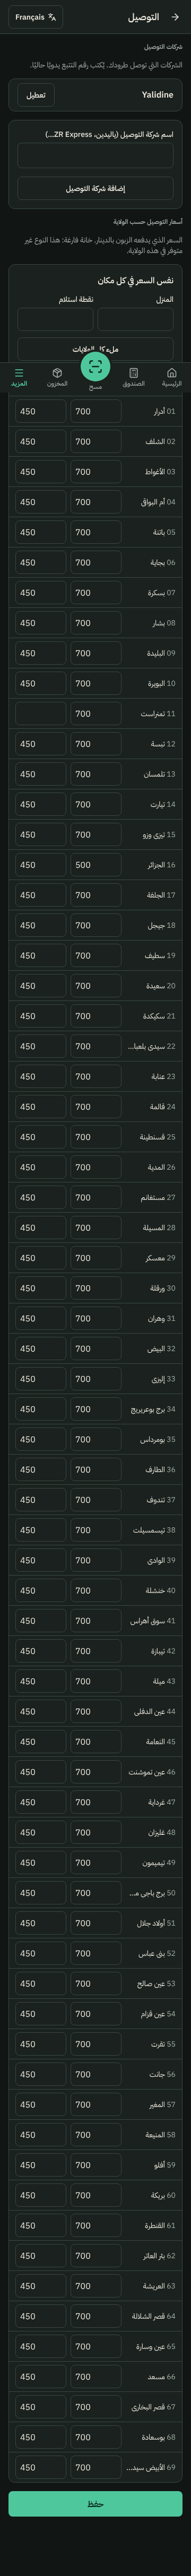 التوصيل
Français
شركات التوصيل
الشركات التي توصل طرودك. يُكتب رقم التتبع يدويًا حاليًا.
Yalidine
تعطيل
اسم شركة التوصيل (ياليدين، ZR Express...)
إضافة شركة التوصيل
أسعار التوصيل حسب الولاية
السعر الذي يدفعه الزبون بالدينار. خانة فارغة: هذا النوع غير
متوفر في هذه الولاية.
نفس السعر في كل مكان
المنزل نقطة استلام
ملء كل الولايات
الرئيسية الصندوق مسح المخزون المزيد
01 أدرار 700 450
02 الشلف 700 450
03 الأغواط 700 450
04 أم البواقي 700 450
05 باتنة 700 450
06 بجاية 700 450
07 بسكرة 700 450
08 بشار 700 450
09 البليدة 700 450
10 البويرة 700 450
11 تمنراست 700
12 تبسة 700 450
13 تلمسان 700 450
14 تيارت 700 450
15 تيزي وزو 700 450
16 الجزائر 500 450
17 الجلفة 700 450
18 جيجل 700 450
19 سطيف 700 450
20 سعيدة 700 450
21 سكيكدة 700 450
22 سيدي بلعبا... 700 450
23 عنابة 700 450
24 قالمة 700 450
25 قسنطينة 700 450
26 المدية 700 450
27 مستغانم 700 450
28 المسيلة 700 450
29 معسكر 700 450
30 ورقلة 700 450
31 وهران 700 450
32 البيض 700 450
33 إليزي 700 450
34 برج بوعريريج 700 450
35 بومرداس 700 450
36 الطارف 700 450
37 تندوف 700 450
38 تيسمسيلت 700 450
39 الوادي 700 450
40 خنشلة 700 450
41 سوق أهراس 700 450
42 تيبازة 700 450
43 ميلة 700 450
44 عين الدفلى 700 450
45 النعامة 700 450
46 عين تموشنت 700 450
47 غرداية 700 450
48 غليزان 700 450
49 تيميمون 700 450
50 برج باجي م... 700 450
51 أولاد جلال 700 450
52 بني عباس 700 450
53 عين صالح 700 450
54 عين قزام 700 450
55 تقرت 700 450
56 جانت 700 450
57 المغير 700 450
58 المنيعة 700 450
59 أفلو 700 450
60 بريكة 700 450
61 القنطرة 700 450
62 بئر العاتر 700 450
63 العريشة 700 450
64 قصر الشلالة 700 450
65 عين وسارة 700 450
66 مسعد 700 450
67 قصر البخاري 700 450
68 بوسعادة 700 450
69 الأبيض سيد... 700 450
حفظ